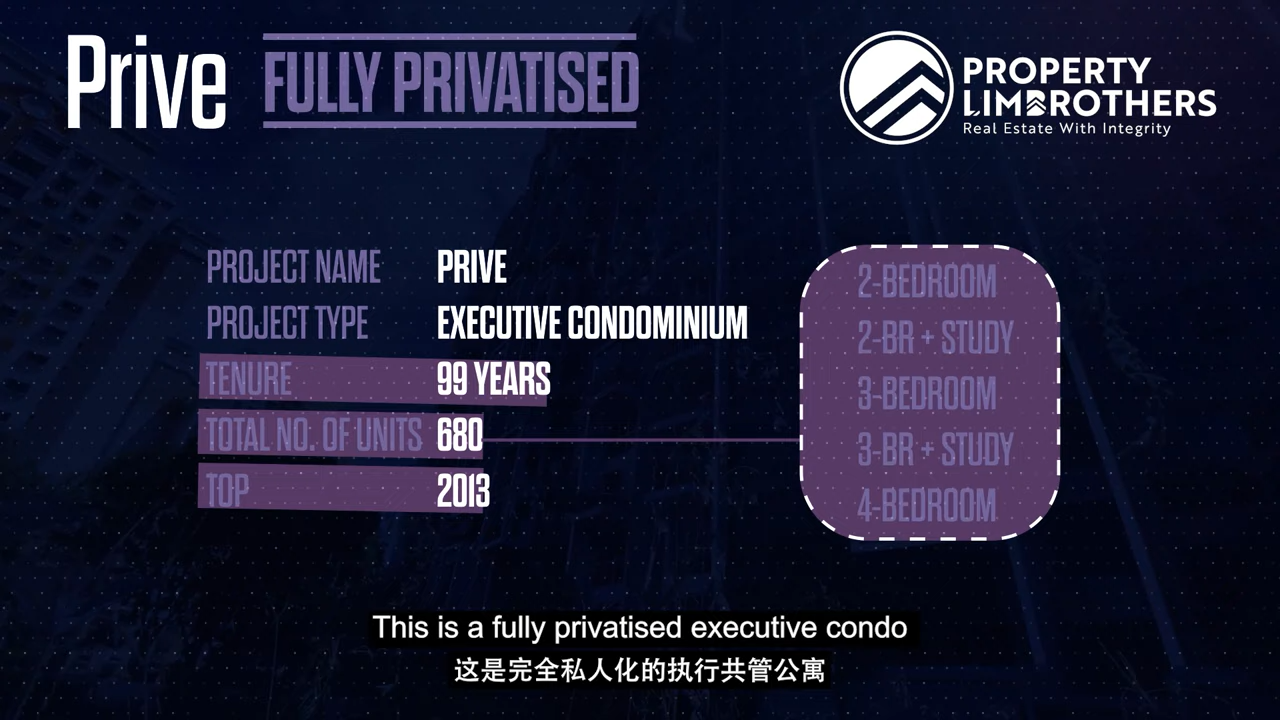 Prive FULLY PRIVATISED
PROPERTY
LIMBROTHERS
Real Estate With Integrity
PROJECT NAME PRIVE
PROJECT TYPE EXECUTIVE CONDOMINIUM
TENURE 99 YEARS
TOTAL NO. OF UNITS 680
TOP 2013
2-BEDROOM
2-BR + STUDY
3-BEDROOM
3-BR + STUDY
4-BEDROOM
This is a fully privatised executive condo
这是完全私人化的执行共管公寓